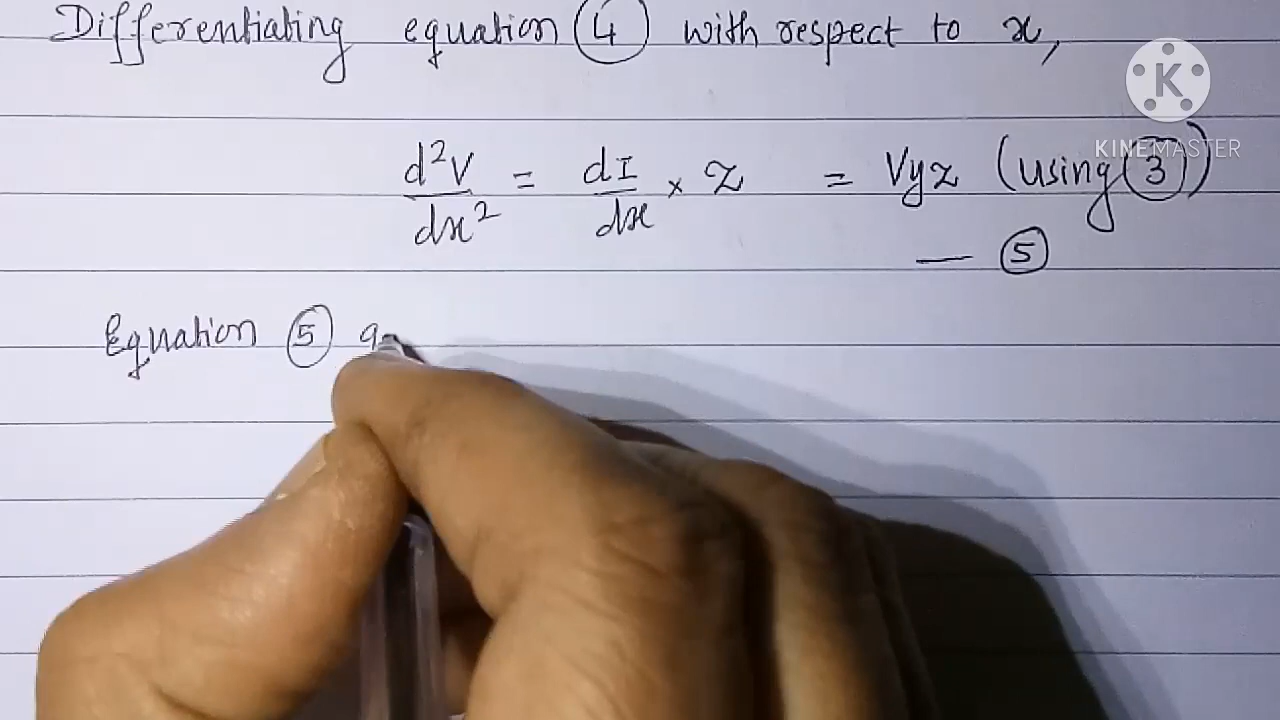 Differentiating equation 4 with respect to x,
K
KINEMASTER
d²V/dx² = dI/dx × z = Vyz (using 3)
— 5
Equation 5